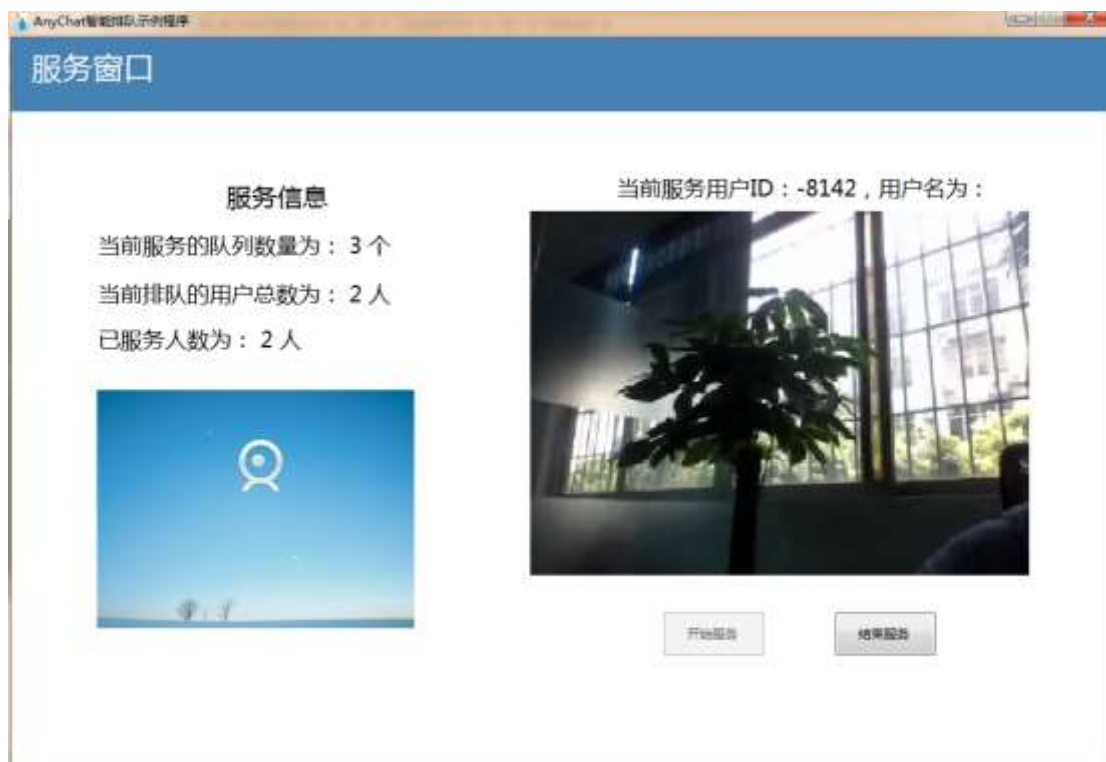 AnyChat智能排队示例程序
服务窗口
服务信息
当前服务的队列数量为： 3 个
当前排队的用户总数为： 2 人
已服务人数为： 2 人
当前服务用户ID：-8142，用户名为：
开始服务
结束服务